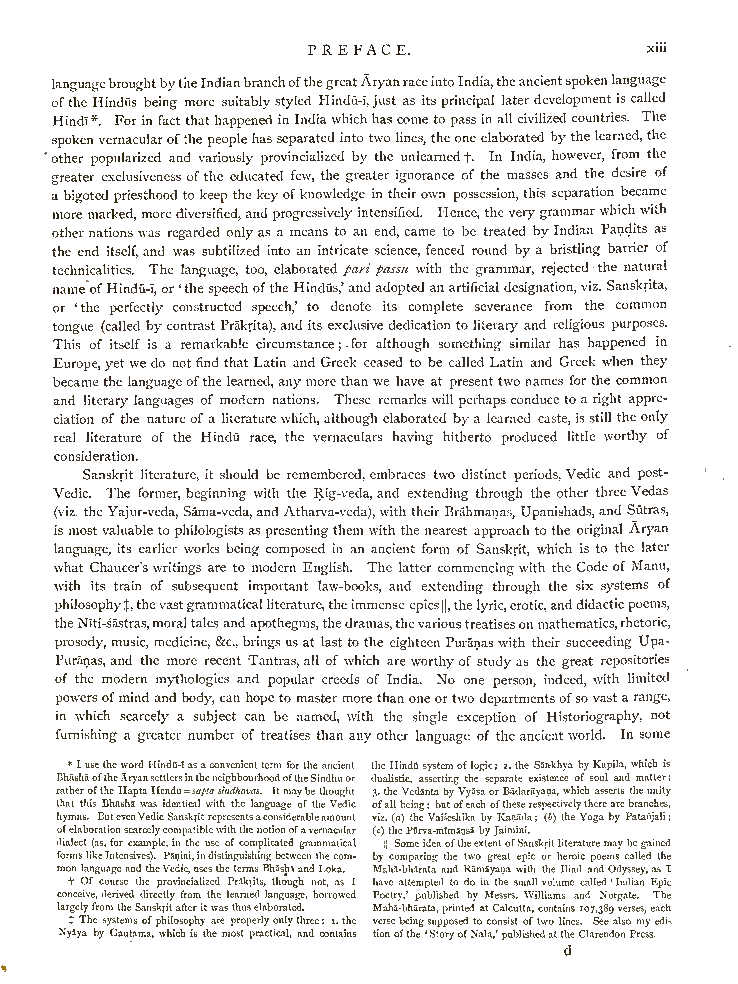 PREFACE. xiii
language brought by the Indian branch of the great Āryan race into India, the ancient spoken language
of the Hindūs being more suitably styled Hindū-ī, just as its principal later development is called
Hindī*. For in fact that happened in India which has come to pass in all civilized countries. The
spoken vernacular of the people has separated into two lines, the one elaborated by the learned, the
other popularized and variously provincialized by the unlearned †. In India, however, from the
greater exclusiveness of the educated few, the greater ignorance of the masses and the desire of
a bigoted priesthood to keep the key of knowledge in their own possession, this separation became
more marked, more diversified, and progressively intensified. Hence, the very grammar which with
other nations was regarded only as a means to an end, came to be treated by Indian Paṇḍits as
the end itself, and was subtilized into an intricate science, fenced round by a bristling barrier of
technicalities. The language, too, elaborated pari passu with the grammar, rejected the natural
name of Hindū-ī, or ‘the speech of the Hindūs,’ and adopted an artificial designation, viz. Sanskṛita,
or ‘the perfectly constructed speech,’ to denote its complete severance from the common
tongue (called by contrast Prākṛita), and its exclusive dedication to literary and religious purposes.
This of itself is a remarkable circumstance; for although something similar has happened in
Europe, yet we do not find that Latin and Greek ceased to be called Latin and Greek when they
became the language of the learned, any more than we have at present two names for the common
and literary languages of modern nations. These remarks will perhaps conduce to a right appre-
ciation of the nature of a literature which, although elaborated by a learned caste, is still the only
real literature of the Hindū race, the vernaculars having hitherto produced little worthy of
consideration.
Sanskṛit literature, it should be remembered, embraces two distinct periods, Vedic and post-
Vedic. The former, beginning with the Ṛig-veda, and extending through the other three Vedas
(viz. the Yajur-veda, Sāma-veda, and Atharva-veda), with their Brāhmaṇas, Upanishads, and Sūtras,
is most valuable to philologists as presenting them with the nearest approach to the original Āryan
language, its earlier works being composed in an ancient form of Sanskṛit, which is to the later
what Chaucer's writings are to modern English. The latter commencing with the Code of Manu,
with its train of subsequent important law-books, and extending through the six systems of
philosophy ‡, the vast grammatical literature, the immense epics ||, the lyric, erotic, and didactic poems,
the Nīti-śāstras, moral tales and apothegms, the dramas, the various treatises on mathematics, rhetoric,
prosody, music, medicine, &c., brings us at last to the eighteen Purāṇas with their succeeding Upa-
Purāṇas, and the more recent Tantras, all of which are worthy of study as the great repositories
of the modern mythologies and popular creeds of India. No one person, indeed, with limited
powers of mind and body, can hope to master more than one or two departments of so vast a range,
in which scarcely a subject can be named, with the single exception of Historiography, not
furnishing a greater number of treatises than any other language of the ancient world. In some
* I use the word Hindū-ī as a convenient term for the ancient
Bhāshā of the Āryan settlers in the neighbourhood of the Sindhu or
rather of the Hapta Hendu = sapta sindhavas. It may be thought
that this Bhāshā was identical with the language of the Vedic
hymns. But even Vedic Sanskṛit represents a considerable amount
of elaboration scarcely compatible with the notion of a vernacular
dialect (as, for example, in the use of complicated grammatical
forms like Intensives). Pāṇini, in distinguishing between the com-
mon language and the Vedic, uses the terms Bhāshā and Loka.
† Of course the provincialized Prākṛits, though not, as I
conceive, derived directly from the learned language, borrowed
largely from the Sanskṛit after it was thus elaborated.
‡ The systems of philosophy are properly only three: 1. the
Nyāya by Gautama, which is the most practical, and contains
the Hindū system of logic; 2. the Sānkhya by Kapila, which is
dualistic, asserting the separate existence of soul and matter;
3. the Vedānta by Vyāsa or Bādarāyaṇa, which asserts the unity
of all being: but of each of these respectively there are branches,
viz. (a) the Vaiśeshika by Kaṇāda; (b) the Yoga by Patañjali;
(c) the Pūrva-mīmāṃsā by Jaimini.
|| Some idea of the extent of Sanskṛit literature may be gained
by comparing the two great epic or heroic poems called the
Mahā-bhārata and Rāmāyaṇa with the Iliad and Odyssey, as I
have attempted to do in the small volume called ‘Indian Epic
Poetry,’ published by Messrs. Williams and Norgate. The
Mahā-bhārata, printed at Calcutta, contains 107,389 verses, each
verse being supposed to consist of two lines. See also my edi-
tion of the ‘Story of Nala,’ published at the Clarendon Press.
d